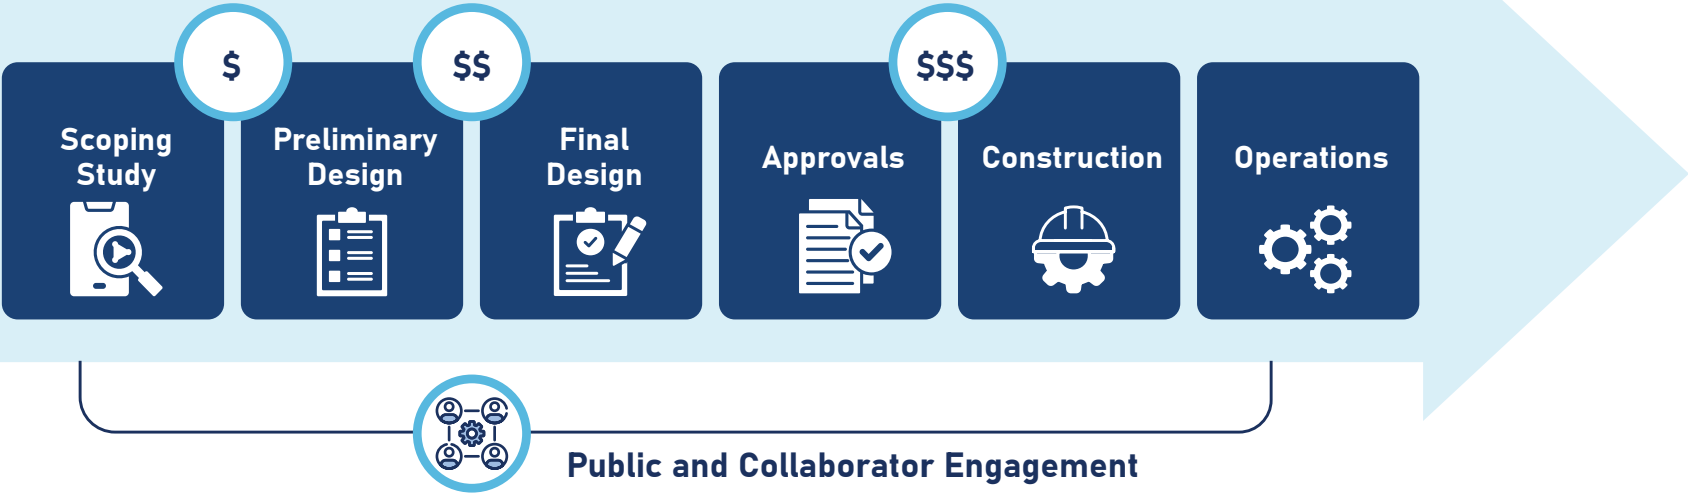 $
$$
$$$
Scoping
Study
Preliminary
Design
Final
Design
Approvals
Construction
Operations
Public and Collaborator Engagement